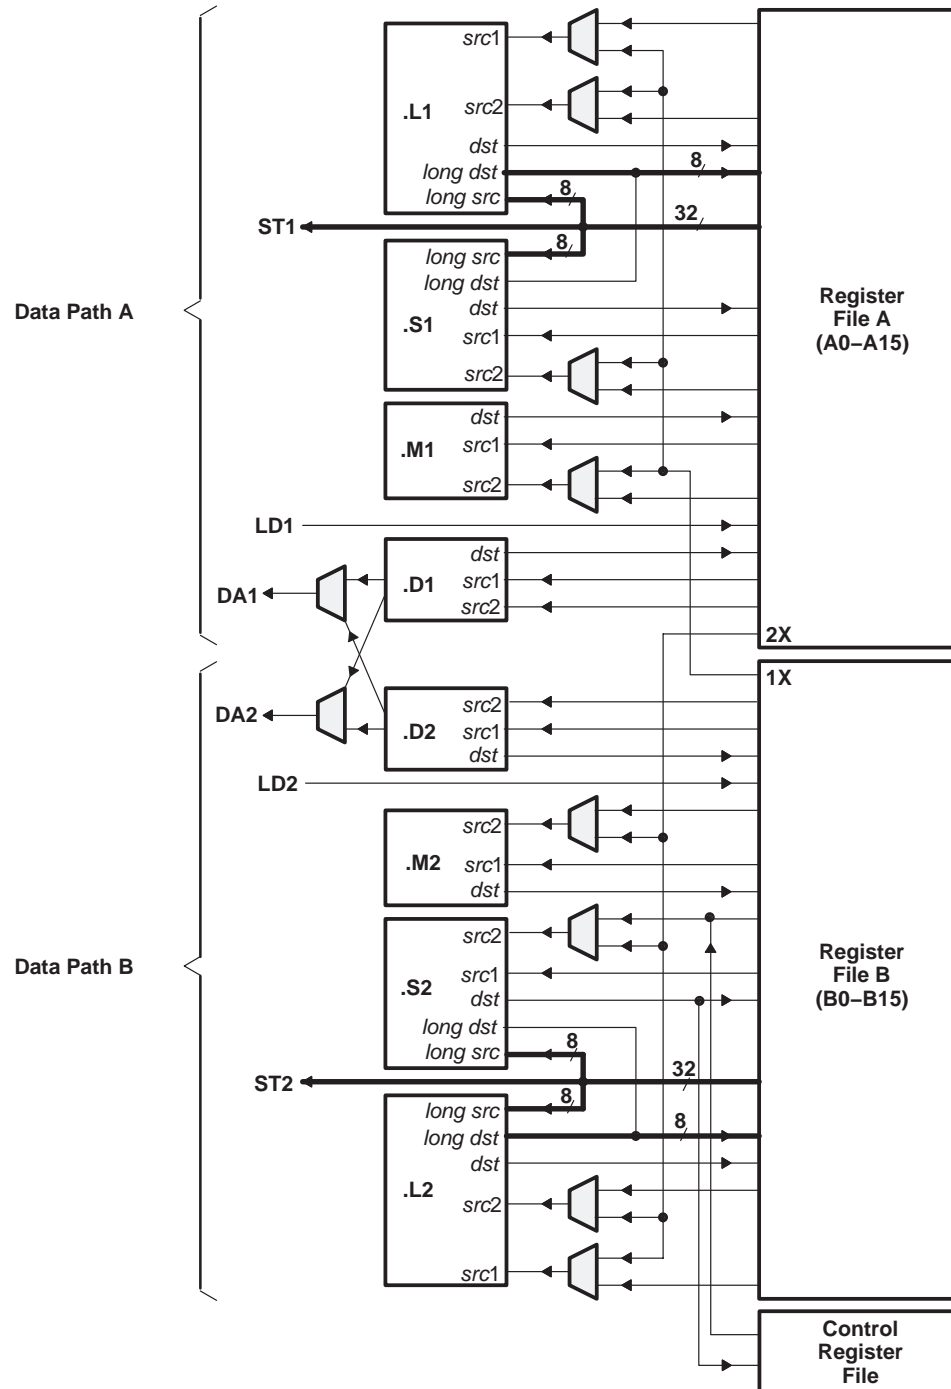 src1
src2
.L1
dst
long dst
8
long src
8
ST1
32
8
long src
long dst
dst
.S1
src1
src2
Data Path A
Register
File A
(A0–A15)
dst
.M1
src1
src2
LD1
dst
.D1
src1
src2
DA1
2X
1X
DA2
src2
.D2
src1
dst
LD2
src2
.M2
src1
dst
src2
.S2
src1
dst
long dst
8
long src
Data Path B
Register
File B
(B0–B15)
ST2
32
8
long src
long dst
8
dst
.L2
src2
src1
Control
Register
File